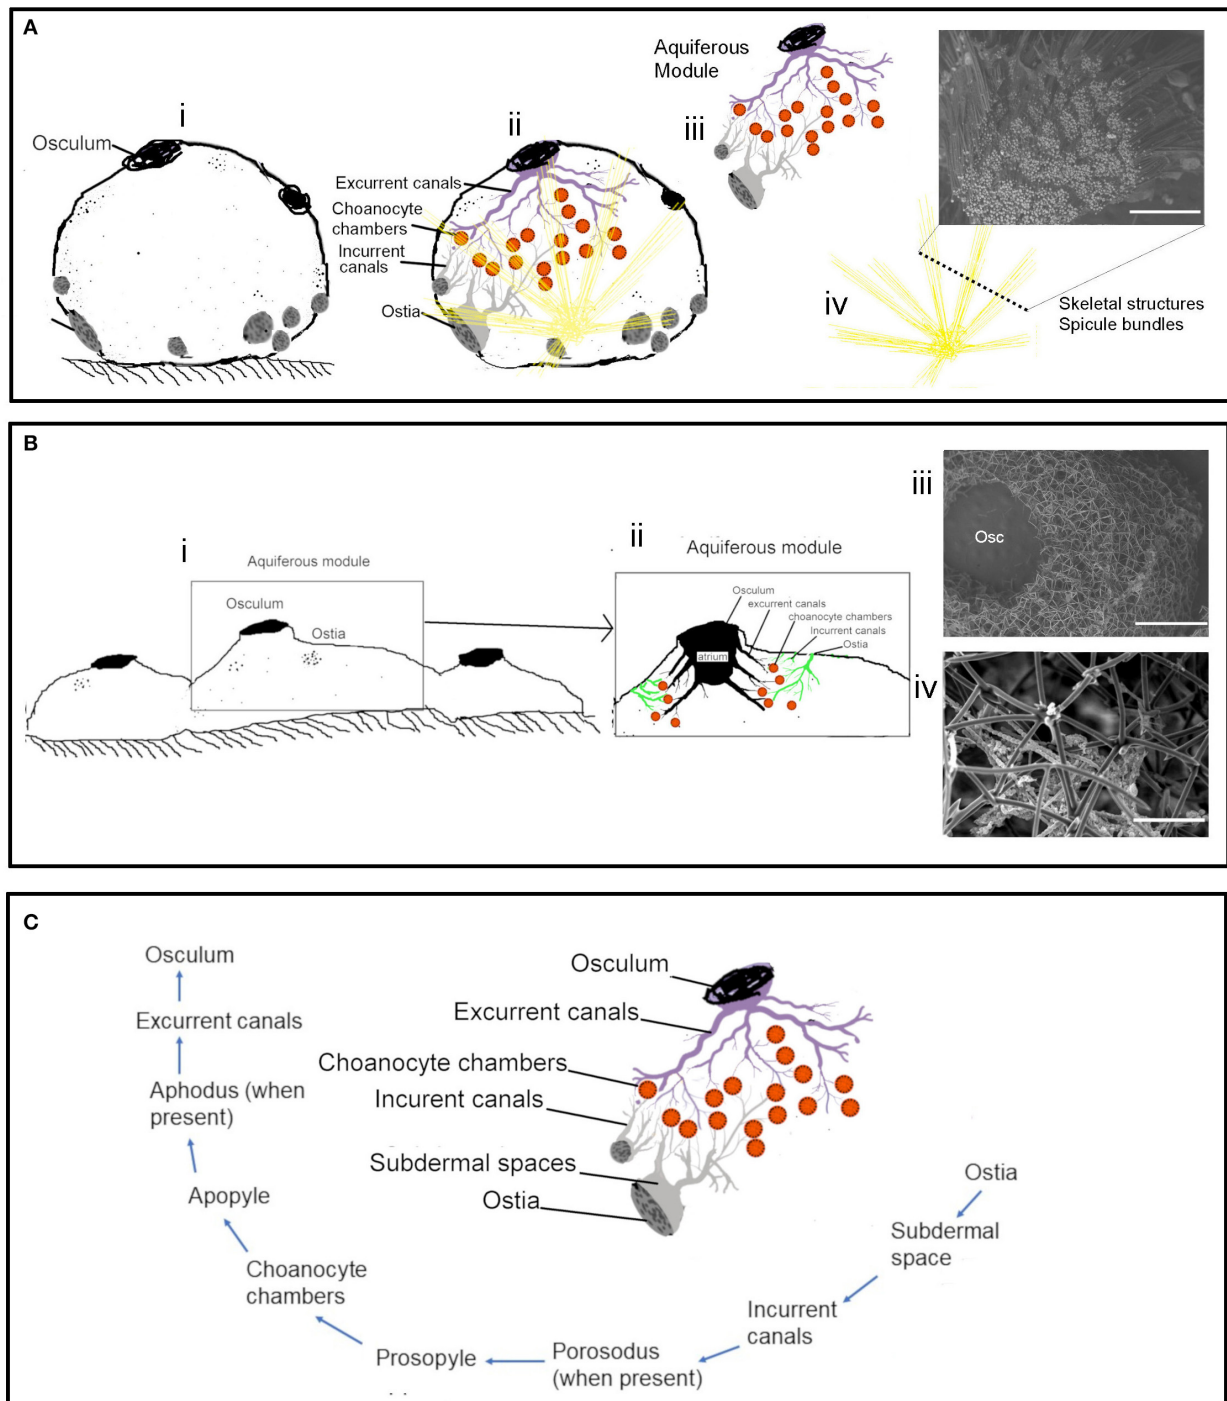 A
i
Osculum
ii
Excurrent canals
Choanocyte
chambers
Incurrent
canals
Ostia
Aquiferous
Module
iii
iv
Skeletal structures
Spicule bundles
B
i
Aquiferous module
Osculum
Ostia
ii
Aquiferous module
Osculum
excurrent canals
choanocyte chambers
Incurrent canals
Ostia
atrium
iii
Osc
iv
C
Osculum
Excurrent canals
Aphodus (when
present)
Apopyle
Choanocyte
chambers
Prosopyle
Porosodus
(when present)
Incurrent
canals
Subdermal
space
Ostia
Osculum
Excurrent canals
Choanocyte chambers
Incurent canals
Subdermal spaces
Ostia